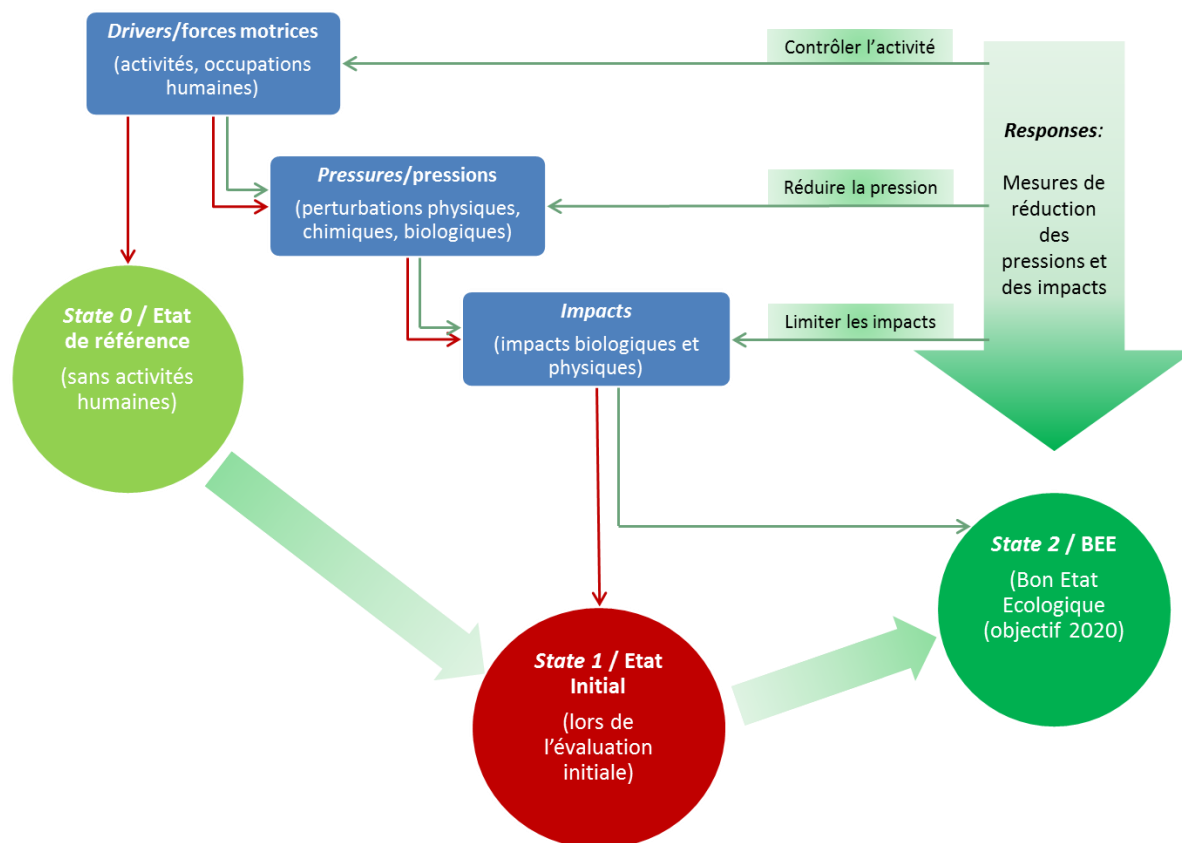 Drivers/forces motrices
(activités, occupations
humaines)
Contrôler l'activité
Responses:
Mesures de
réduction
des
pressions et
des impacts
Pressures/pressions
(perturbations physiques,
chimiques, biologiques)
Réduire la pression
State 0 / Etat
de référence
(sans activités
humaines)
Impacts
(impacts biologiques et
physiques)
Limiter les impacts
State 2 / BEE
(Bon Etat
Ecologique
(objectif 2020)
State 1 / Etat
Initial
(lors de
l'évaluation
initiale)